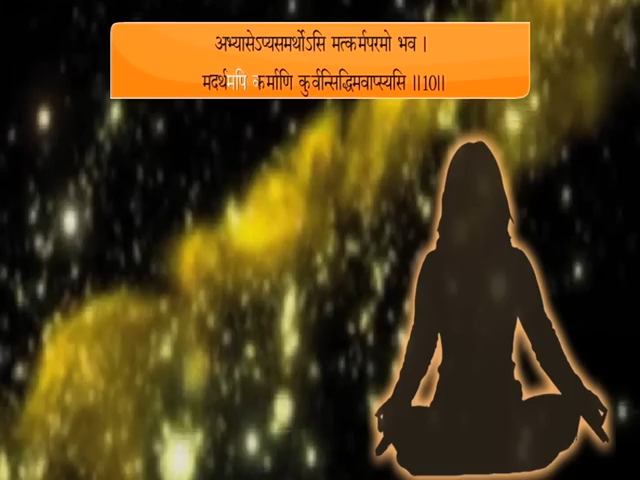 अभ्यासेऽप्यसमर्थोऽसि मत्कर्मपरमो भव ।
मदर्थमपि कर्माणि कुर्वन्सिद्धिमवाप्स्यसि ॥10॥